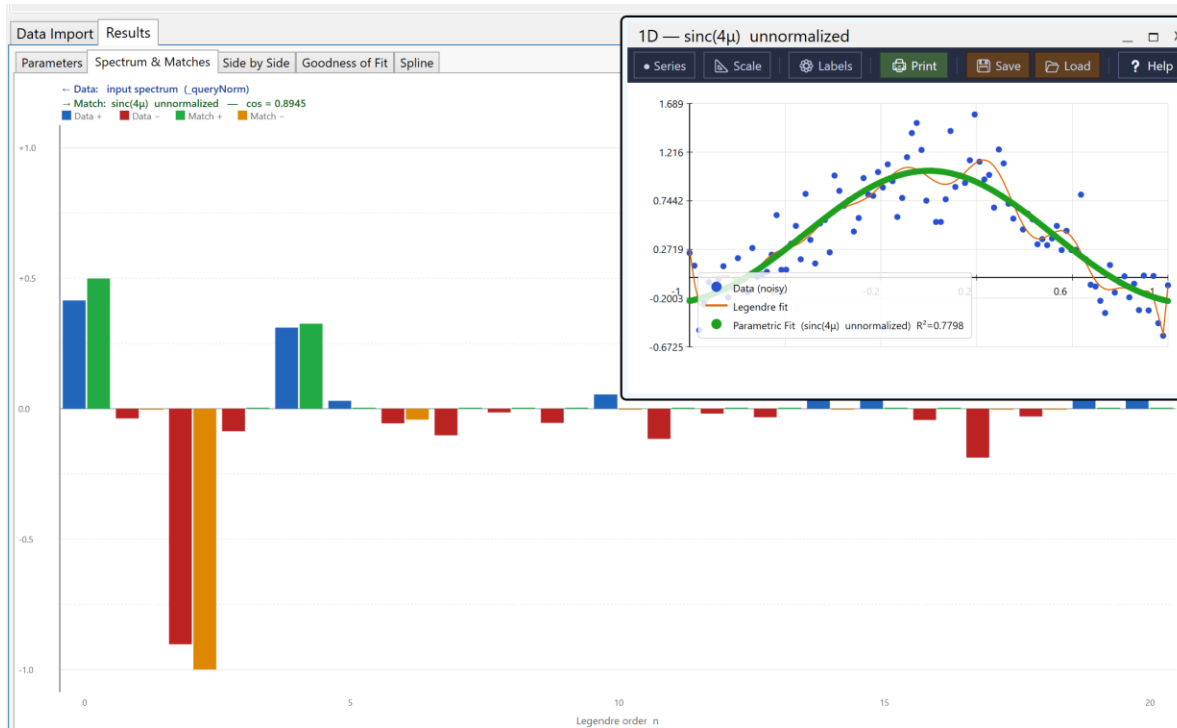 Data Import Results
Parameters Spectrum & Matches Side by Side Goodness of Fit Spline
← Data: input spectrum (_queryNorm)
→ Match: sinc(4μ) unnormalized — cos = 0.8945
Data + Data − Match + Match −
+1.0
+0.5
0.0
-0.5
-1.0
0 5 10 15 20
Legendre order n
1D — sinc(4μ) unnormalized
Series Scale Labels Print Save Load ? Help
1.689
1.216
0.7442
0.2719
-0.2003
-0.6725
-1 -0.2 0.2 0.6 1
Data (noisy)
Legendre fit
Parametric Fit (sinc(4μ) unnormalized) R²=0.7798